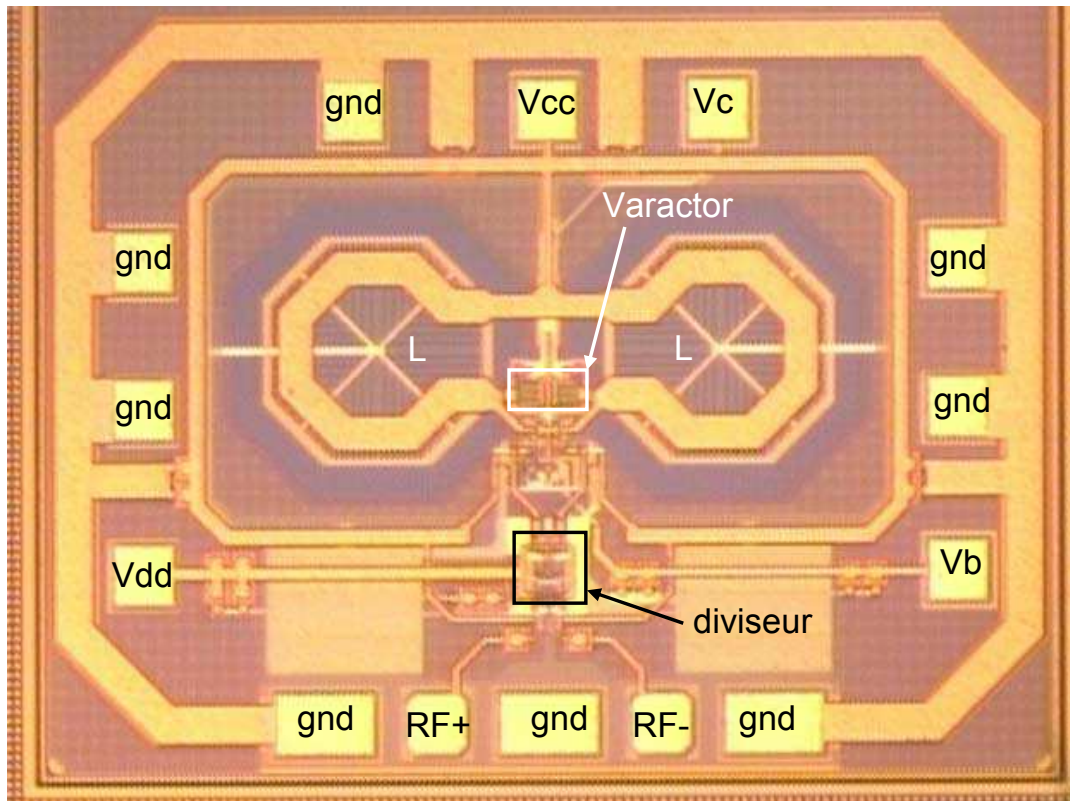 gnd
Vcc
Vc
Varactor
gnd
gnd
L
L
gnd
gnd
Vdd
Vb
diviseur
gnd
RF+
gnd
RF-
gnd